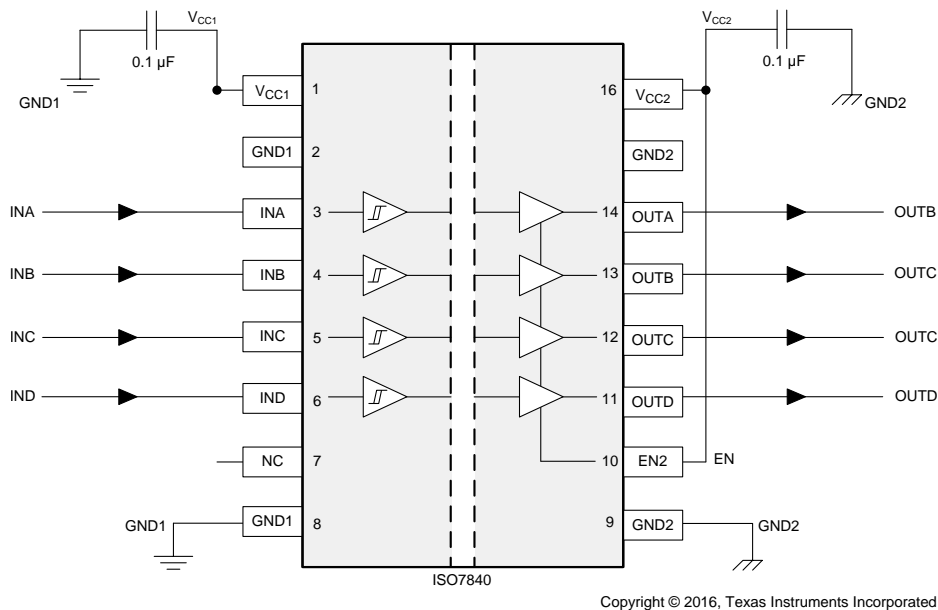 VCC1
VCC2
0.1 µF
0.1 µF
GND1
VCC1
1
16
VCC2
GND2
GND1
2
GND2
INA
INA
3
14
OUTA
OUTB
INB
INB
4
13
OUTB
OUTC
INC
INC
5
12
OUTC
OUTC
IND
IND
6
11
OUTD
OUTD
NC
7
10
EN2
EN
GND1
GND1
8
9
GND2
GND2
ISO7840
Copyright © 2016, Texas Instruments Incorporated